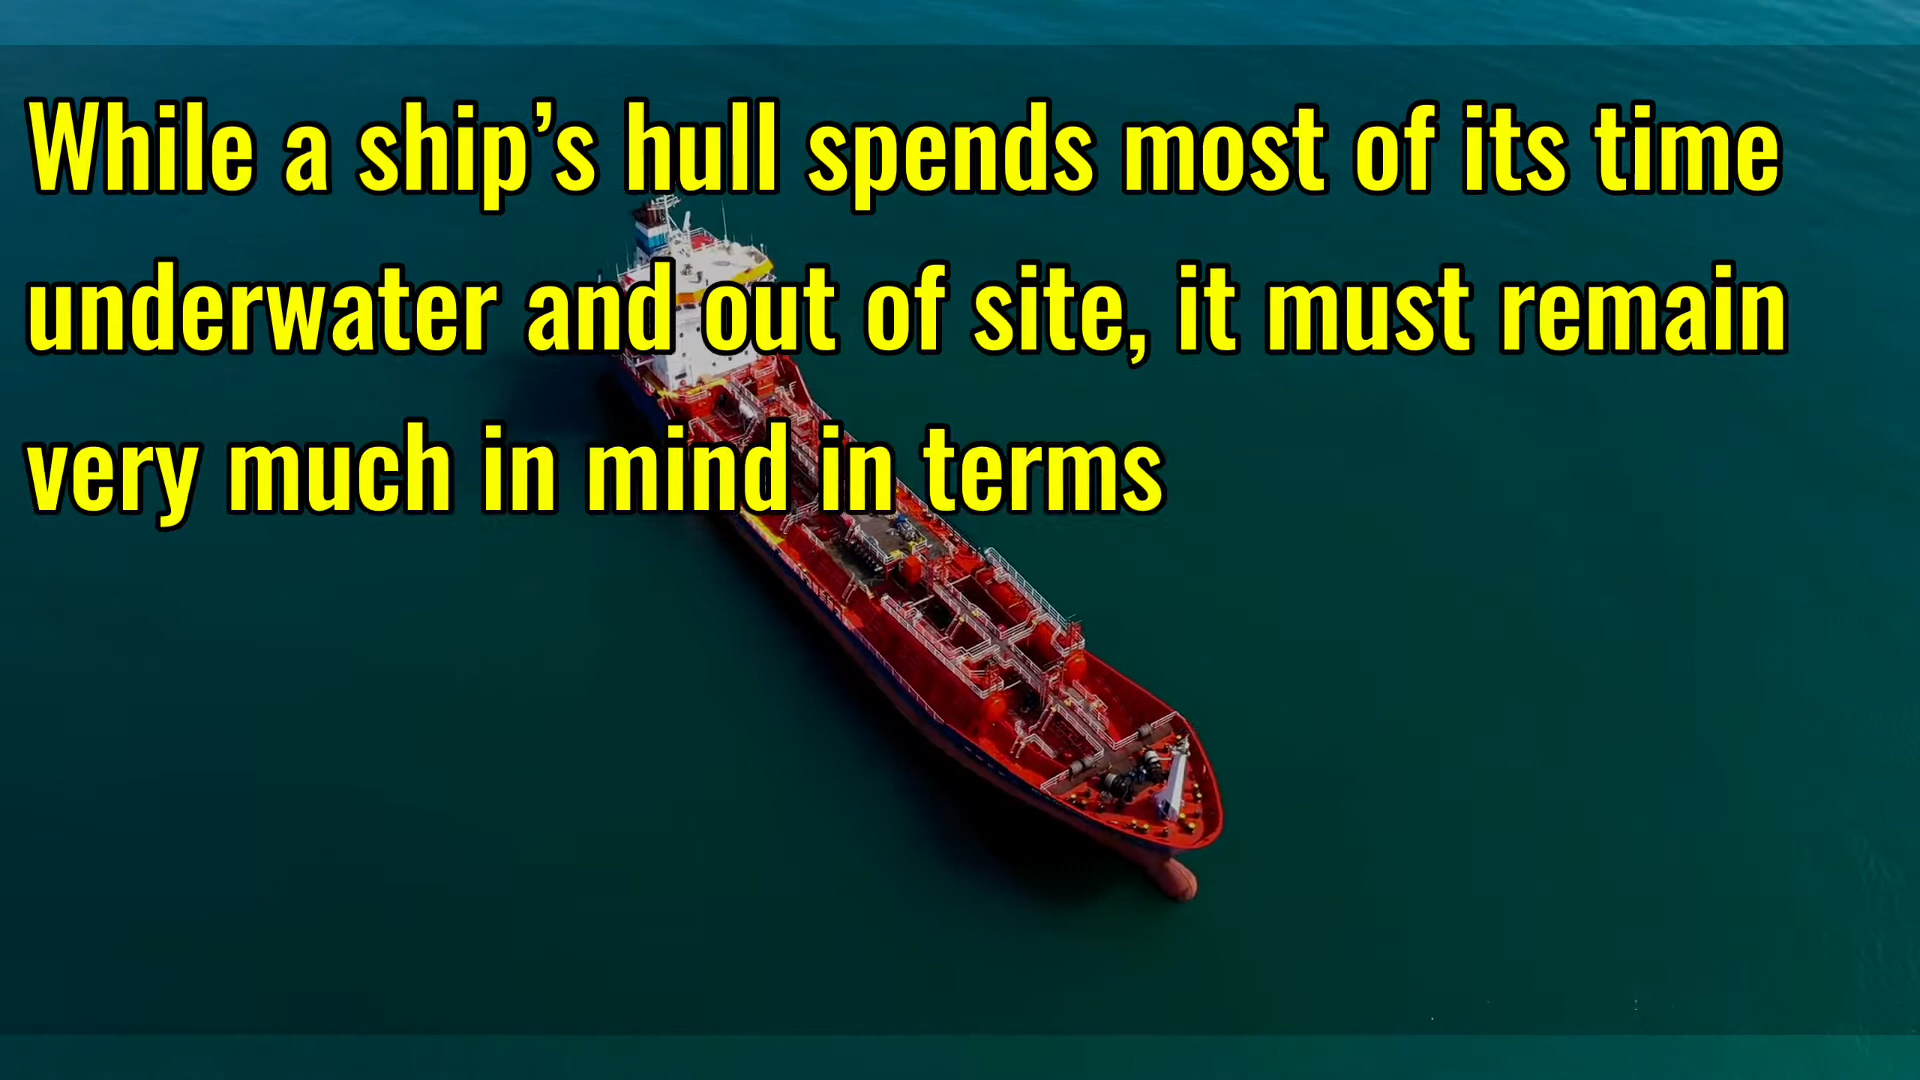 While a ship’s hull spends most of its time
underwater and out of site, it must remain
very much in mind in terms